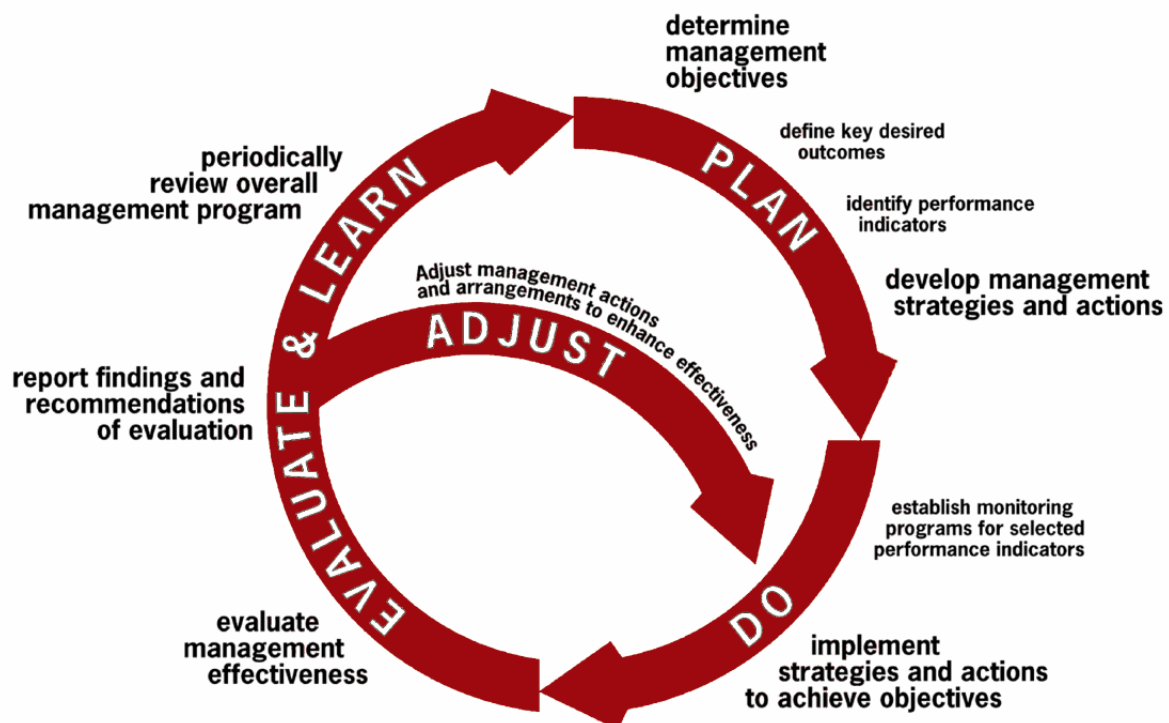 determine
management
objectives
define key desired
outcomes
identify performance
indicators
develop management
strategies and actions
PLAN
establish monitoring
programs for selected
performance indicators
DO
implement
strategies and actions
to achieve objectives
evaluate
management
effectiveness
EVALUATE & LEARN
report findings and
recommendations
of evaluation
periodically
review overall
management program
Adjust management actions
and arrangements to enhance effectiveness
ADJUST